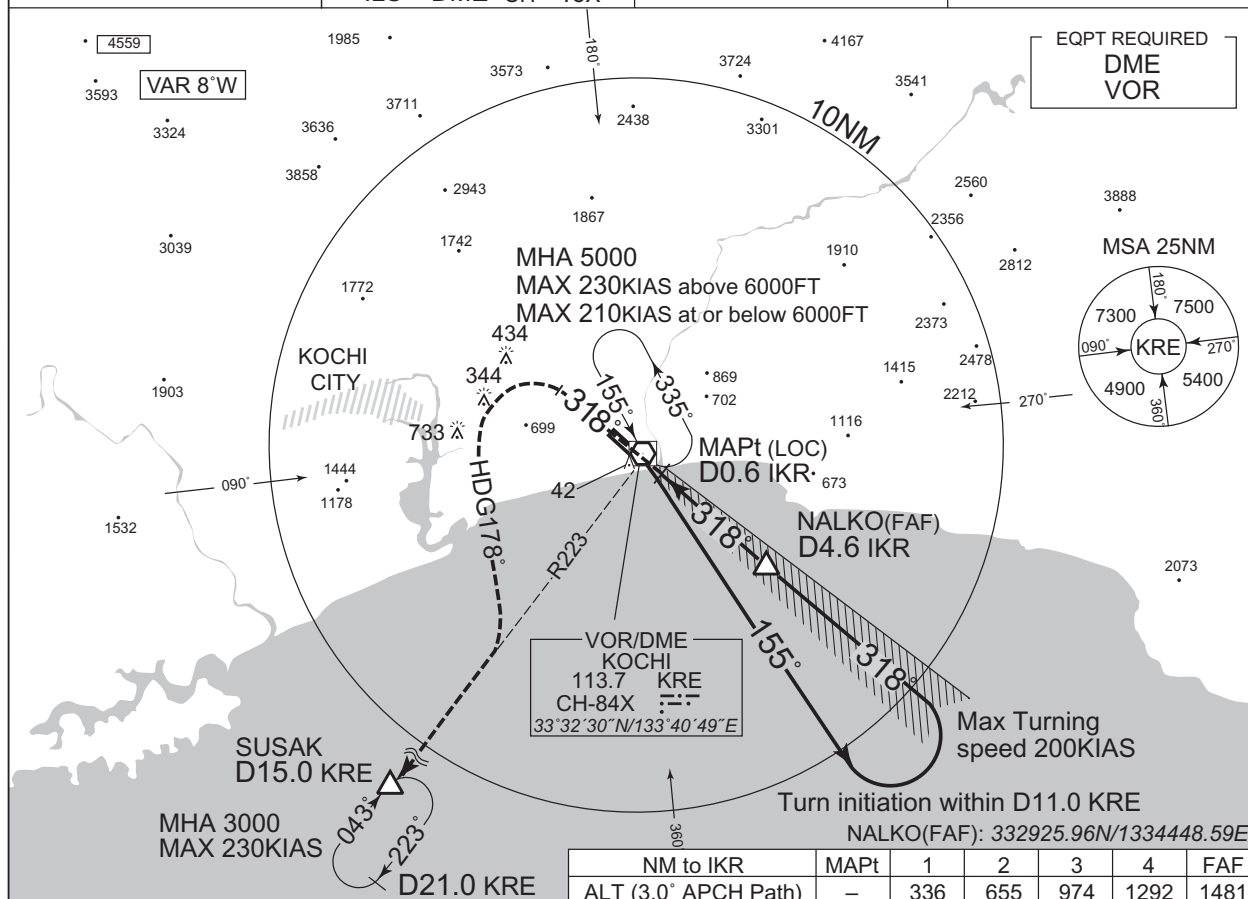 180°
4559
1985
4167
3573
3724
3593
VAR 8°W
3541
3711
2438
3301
10NM
3324
3636
3858
EQPT REQUIRED
DME
VOR
2943
1867
2560
3888
2356
3039
1742
1910
2812
MSA 25NM
MHA 5000
MAX 230KIAS above 6000FT
MAX 210KIAS at or below 6000FT
1772
2373
7300
180°
7500
090°
KRE
270°
4900
360°
5400
434
KOCHI
CITY
344
869
702
1415
2478
2212
270°
1903
733
699
318°
155°
335°
1116
MAPt (LOC)
D0.6 IKR
673
1444
1178
090°
42
1532
HDG178°
R223
318°
NALKO(FAF)
D4.6 IKR
2073
VOR/DME
KOCHI
113.7 KRE
CH-84X
33°32´30˝N/133°40´49˝E
155°
318°
Max Turning
speed 200KIAS
SUSAK
D15.0 KRE
Turn initiation within D11.0 KRE
MHA 3000
MAX 230KIAS
043°
223°
D21.0 KRE
360°
NALKO(FAF): 332925.96N/1334448.59E
NM to IKR MAPt 1 2 3 4 FAF
ALT (3.0° APCH Path) – 336 655 974 1292 1481